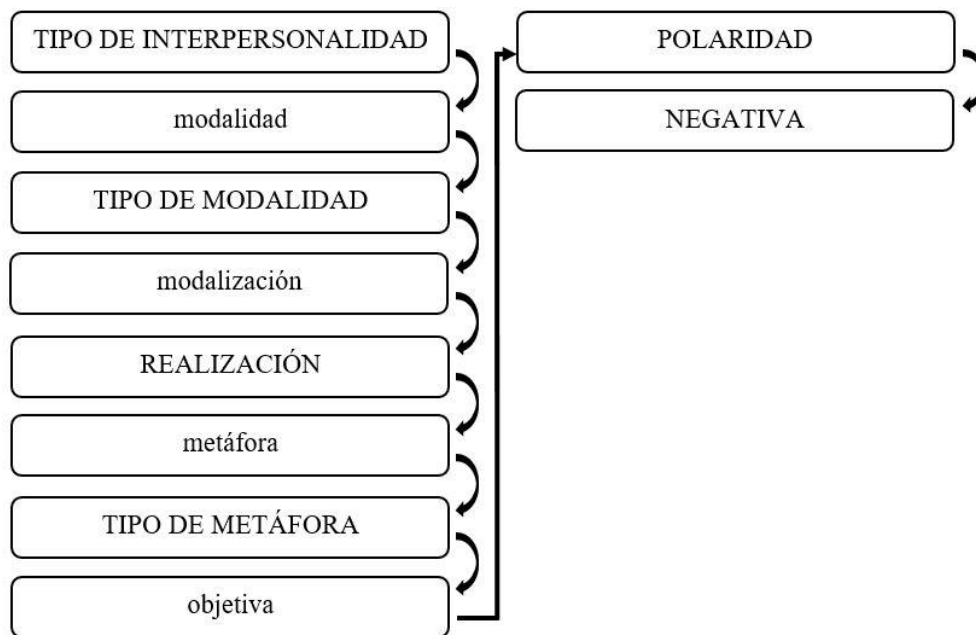 TIPO DE INTERPERSONALIDAD
modalidad
TIPO DE MODALIDAD
modalización
REALIZACIÓN
metáfora
TIPO DE METÁFORA
objetiva
POLARIDAD
NEGATIVA